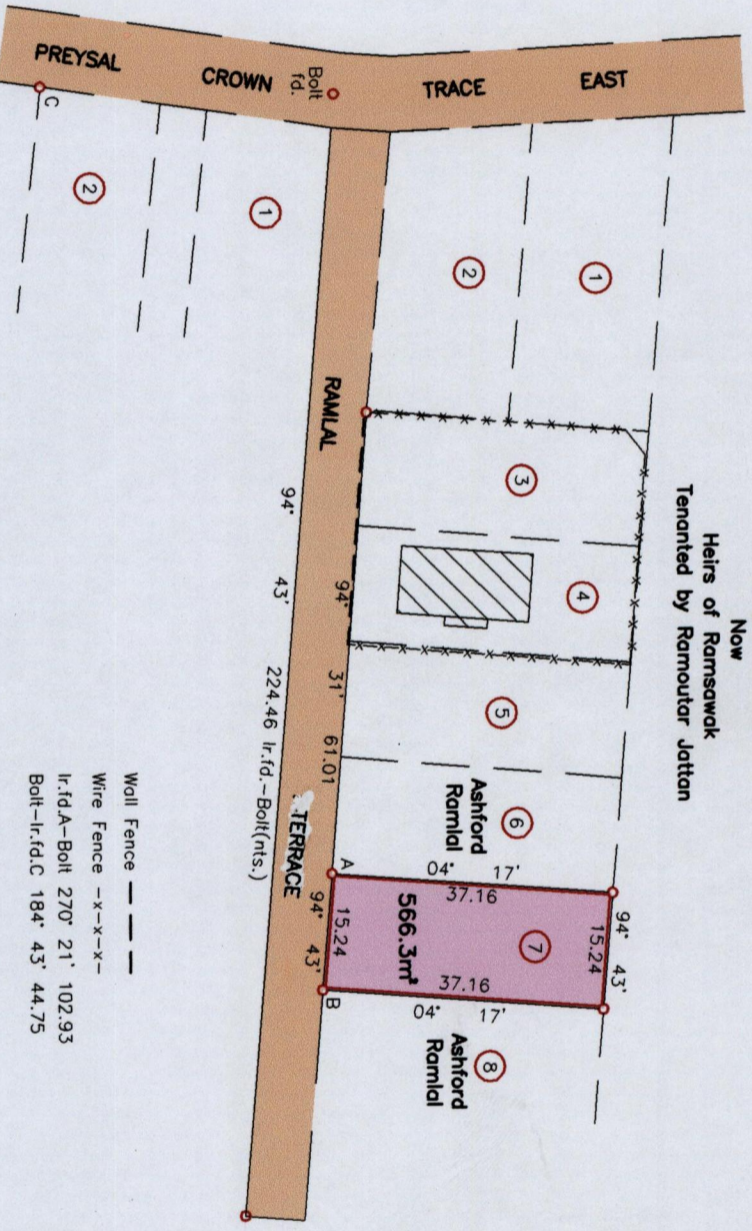 PREYSAL CROWN TRACE EAST
Bolt
fd.
C
2
1
2
1
Now
Heirs of Ramsawak
Tenanted by Ramoutar Jattan
3
4
5
6
Ashford
Ramlal
RAMLAL TERRACE
94° 43' 224.46 Ir.fd.-Bolt(nts.)
94° 31' 61.01
A
B
94° 43'
15.24
04° 17'
37.16
566.3m²
7
37.16
04° 17'
94° 43'
15.24
8
Ashford
Ramlal
Wall Fence
Wire Fence -x-x-x-
Ir.fd.A-Bolt 270° 21' 102.93
Bolt-Ir.fd.C 184° 43' 44.75